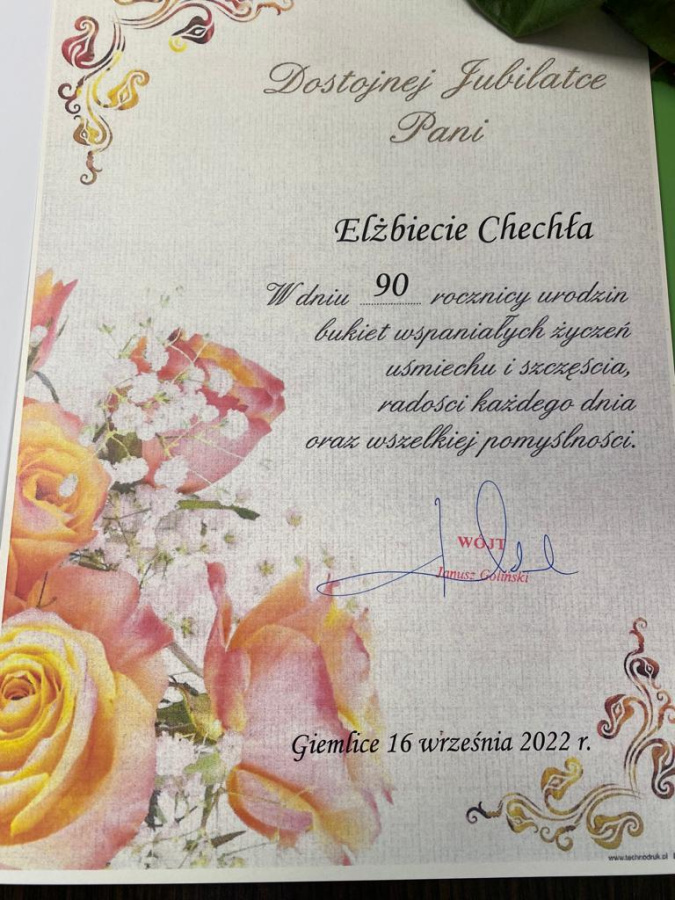 Dostojnej Jubilatce
Pani
Elżbiecie Chechła
W dniu 90 rocznicy urodzin
bukiet wspaniałych życzeń
uśmiechu i szczęścia,
radości każdego dnia
oraz wszelkiej pomyślności.
WÓJT
Janusz Goliński
Giemlice 16 września 2022 r.
www.technodruk.pl